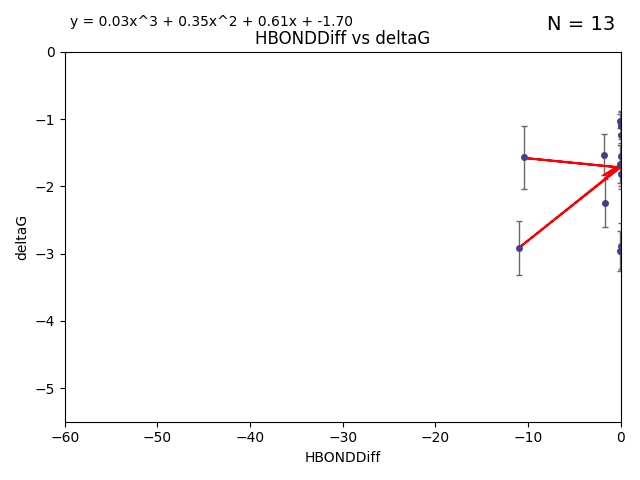 y = 0.03x^3 + 0.35x^2 + 0.61x + -1.70
N = 13
HBONDDiff vs deltaG
0
−1
−2
−3
−4
−5
deltaG
−60 −50 −40 −30 −20 −10 0
HBONDDiff